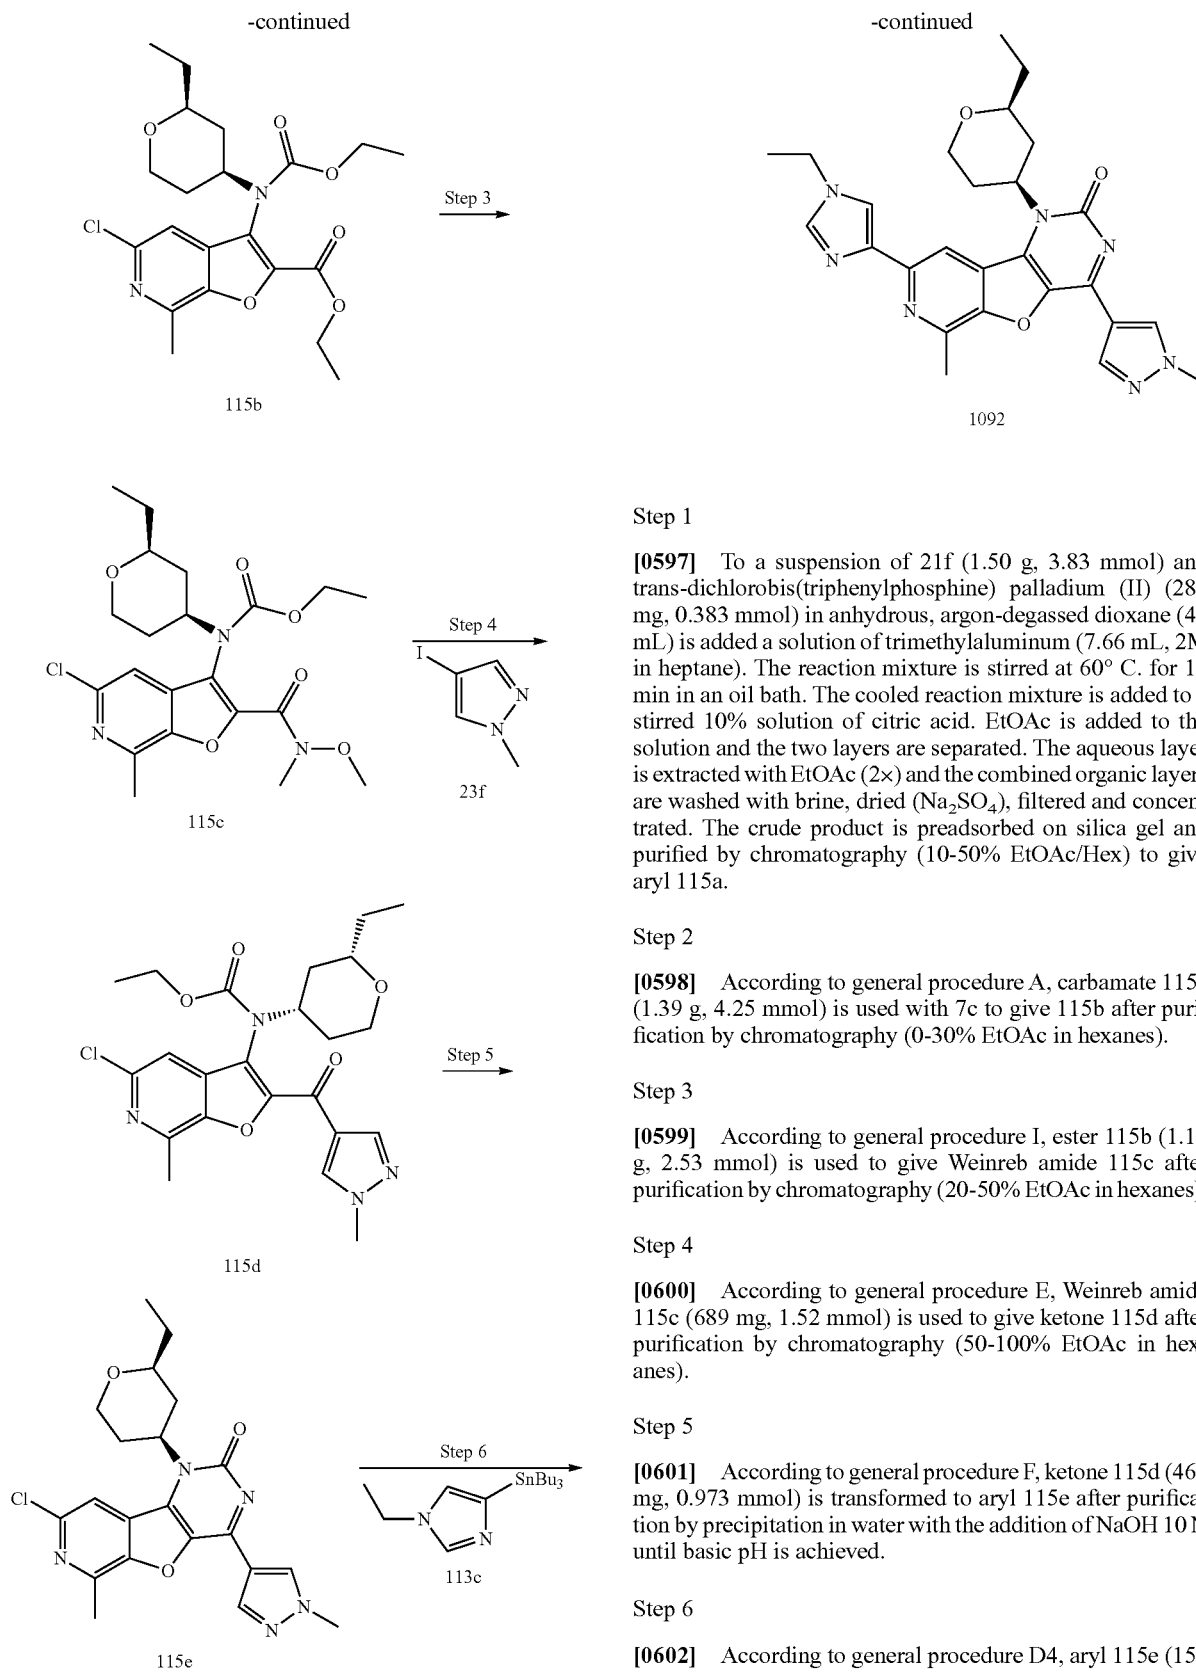 -continued
O
O
N
O
Cl
O
N
O
O
115b
Step 3
O
O
N
O
Cl
O
N
O
N
O
115c
Step 4
I
N
N
23f
O
O
O
N
Cl
O
N
O
N
N
115d
Step 5
O
O
N
N
Cl
N
O
N
N
115e
Step 6
SnBu3
N
N
113c
-continued
O
O
N
N
N
N
N
O
N
N
1092
Step 1
[0597] To a suspension of 21f (1.50 g, 3.83 mmol) an
trans-dichlorobis(triphenylphosphine) palladium (II) (28
mg, 0.383 mmol) in anhydrous, argon-degassed dioxane (4
mL) is added a solution of trimethylaluminum (7.66 mL, 2M
in heptane). The reaction mixture is stirred at 60° C. for 1
min in an oil bath. The cooled reaction mixture is added to
stirred 10% solution of citric acid. EtOAc is added to th
solution and the two layers are separated. The aqueous laye
is extracted with EtOAc (2×) and the combined organic layer
are washed with brine, dried (Na2SO4), filtered and concen
trated. The crude product is preadsorbed on silica gel an
purified by chromatography (10-50% EtOAc/Hex) to giv
aryl 115a.
Step 2
[0598] According to general procedure A, carbamate 115
(1.39 g, 4.25 mmol) is used with 7c to give 115b after puri
fication by chromatography (0-30% EtOAc in hexanes).
Step 3
[0599] According to general procedure I, ester 115b (1.1
g, 2.53 mmol) is used to give Weinreb amide 115c afte
purification by chromatography (20-50% EtOAc in hexanes)
Step 4
[0600] According to general procedure E, Weinreb amid
115c (689 mg, 1.52 mmol) is used to give ketone 115d afte
purification by chromatography (50-100% EtOAc in hex
anes).
Step 5
[0601] According to general procedure F, ketone 115d (46
mg, 0.973 mmol) is transformed to aryl 115e after purifica
tion by precipitation in water with the addition of NaOH 10 N
until basic pH is achieved.
Step 6
[0602] According to general procedure D4, aryl 115e (15